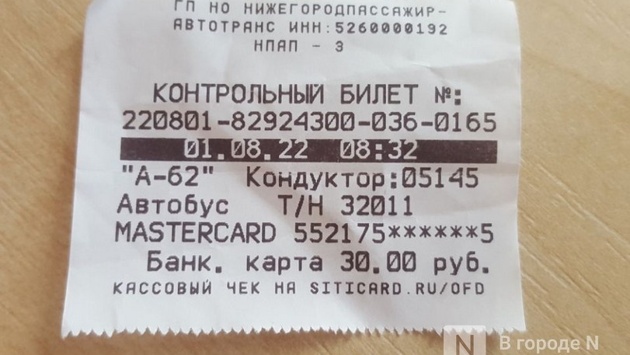 ГП НО НИЖЕГОРОДПАССАЖИР-
АВТОТРАНС ИНН:5260000192
НПАП - 3
КОНТРОЛЬНЫЙ БИЛЕТ №:
220801-82924300-036-0165
01.08.22 08:32
"А-62" Кондуктор:05145
Автобус Т/Н 32011
MASTERCARD 552175******5
Банк. карта 30.00 руб.
КАССОВЫЙ ЧЕК НА SITICARD.RU/OFD
N В городе N